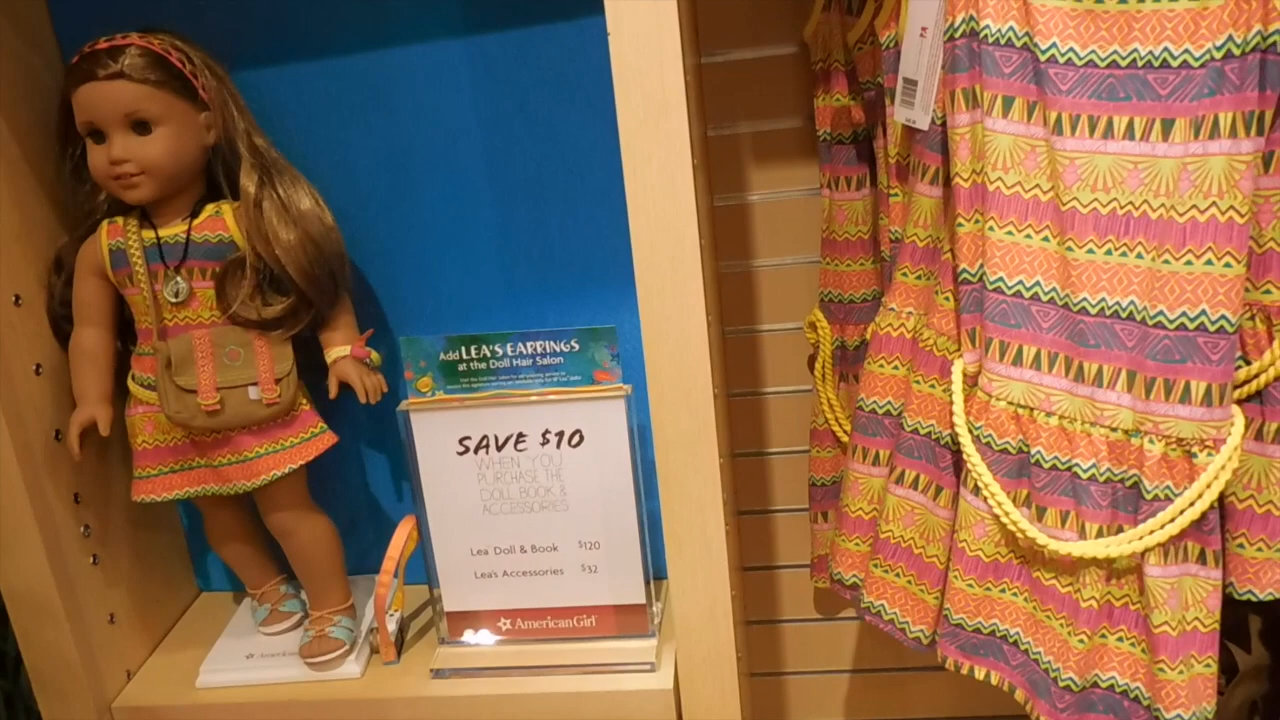 Add LEA'S EARRINGS
at the Doll Hair Salon
SAVE $10
WHEN YOU
PURCHASE THE
DOLL BOOK &
ACCESSORIES
Lea Doll & Book $120
Lea's Accessories $32
American Girl